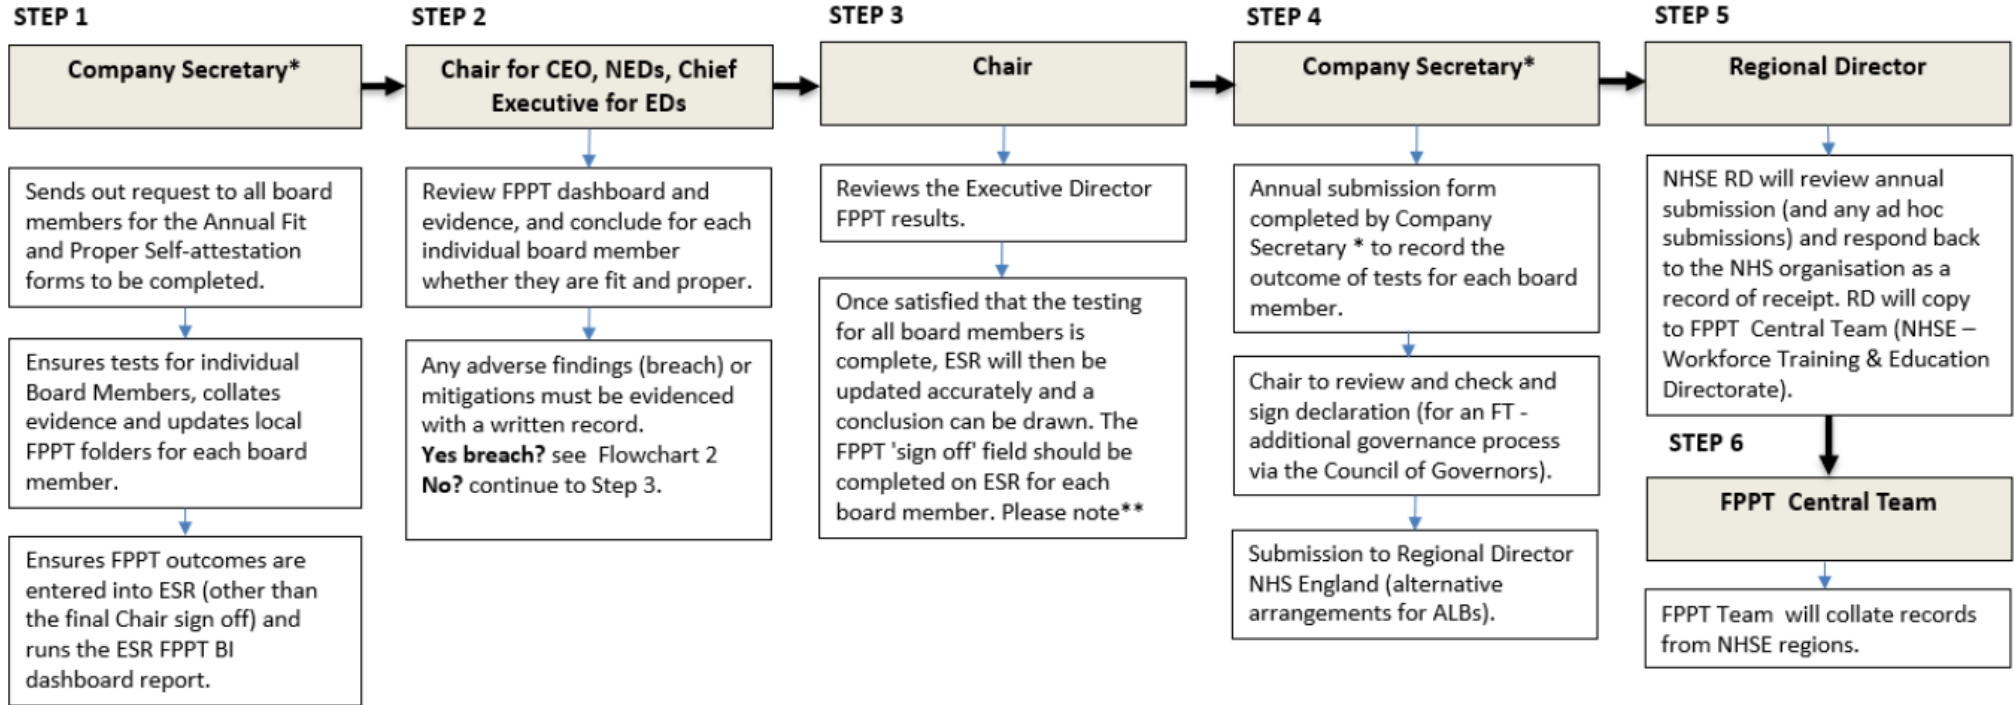 STEP 1
Company Secretary*
Sends out request to all board
members for the Annual Fit
and Proper Self-attestation
forms to be completed.
Ensures tests for individual
Board Members, collates
evidence and updates local
FPPT folders for each board
member.
Ensures FPPT outcomes are
entered into ESR (other than
the final Chair sign off) and
runs the ESR FPPT BI
dashboard report.
STEP 2
Chair for CEO, NEDs, Chief
Executive for EDs
Review FPPT dashboard and
evidence, and conclude for each
individual board member
whether they are fit and proper.
Any adverse findings (breach) or
mitigations must be evidenced
with a written record.
Yes breach? see Flowchart 2
No? continue to Step 3.
STEP 3
Chair
Reviews the Executive Director
FPPT results.
Once satisfied that the testing
for all board members is
complete, ESR will then be
updated accurately and a
conclusion can be drawn. The
FPPT 'sign off' field should be
completed on ESR for each
board member. Please note**
STEP 4
Company Secretary*
Annual submission form
completed by Company
Secretary * to record the
outcome of tests for each board
member.
Chair to review and check and
sign declaration (for an FT -
additional governance process
via the Council of Governors).
Submission to Regional Director
NHS England (alternative
arrangements for ALBs).
STEP 5
Regional Director
NHSE RD will review annual
submission (and any ad hoc
submissions) and respond back
to the NHS organisation as a
record of receipt. RD will copy
to FPPT Central Team (NHSE –
Workforce Training & Education
Directorate).
STEP 6
FPPT Central Team
FPPT Team will collate records
from NHSE regions.